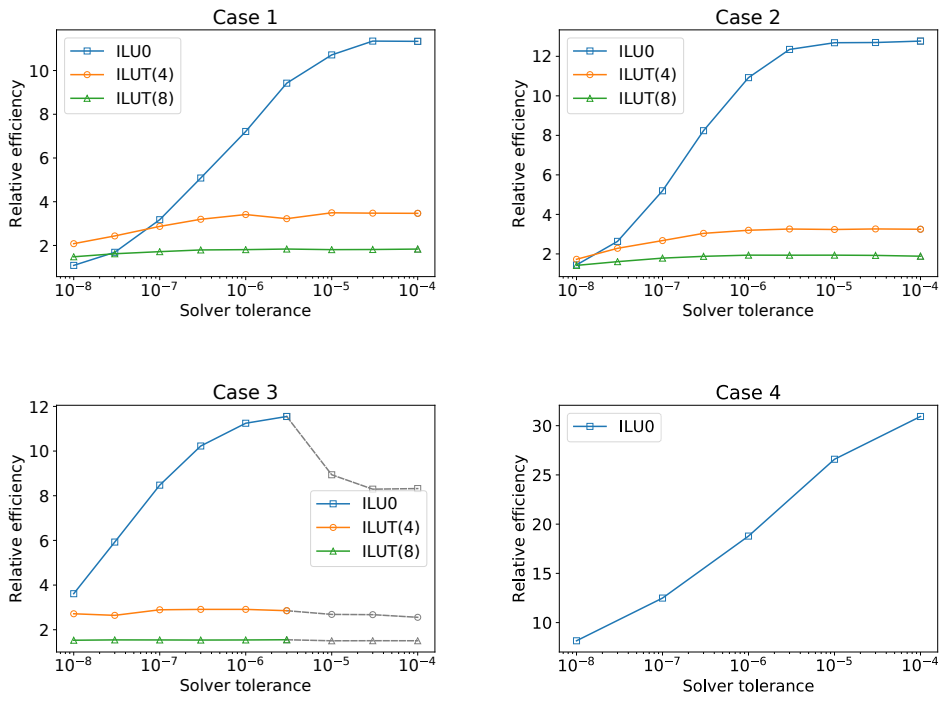 Case 1
Relative efficiency
10
8
6
4
2
ILU0
ILUT(4)
ILUT(8)
10⁻⁸ 10⁻⁷ 10⁻⁶ 10⁻⁵ 10⁻⁴
Solver tolerance
Case 2
Relative efficiency
12
10
8
6
4
2
ILU0
ILUT(4)
ILUT(8)
10⁻⁸ 10⁻⁷ 10⁻⁶ 10⁻⁵ 10⁻⁴
Solver tolerance
Case 3
Relative efficiency
12
10
8
6
4
2
ILU0
ILUT(4)
ILUT(8)
10⁻⁸ 10⁻⁷ 10⁻⁶ 10⁻⁵ 10⁻⁴
Solver tolerance
Case 4
Relative efficiency
30
25
20
15
10
ILU0
10⁻⁸ 10⁻⁷ 10⁻⁶ 10⁻⁵ 10⁻⁴
Solver tolerance